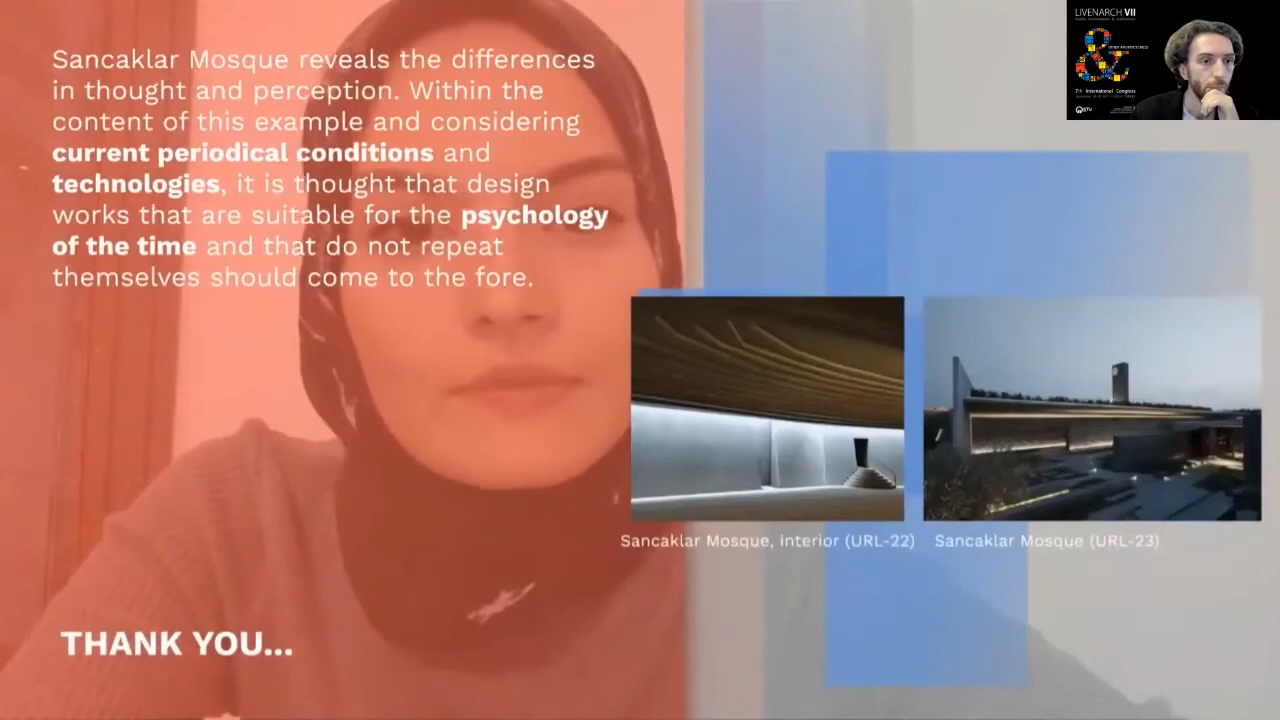 Sancaklar Mosque reveals the differences
in thought and perception. Within the
content of this example and considering
current periodical conditions and
technologies, it is thought that design
works that are suitable for the psychology
of the time and that do not repeat
themselves should come to the fore.
Sancaklar Mosque, interior (URL-22)
Sancaklar Mosque (URL-23)
THANK YOU...
LIVENARCH VII
OTHER ARCHITECTURE(S)
7th International Congress